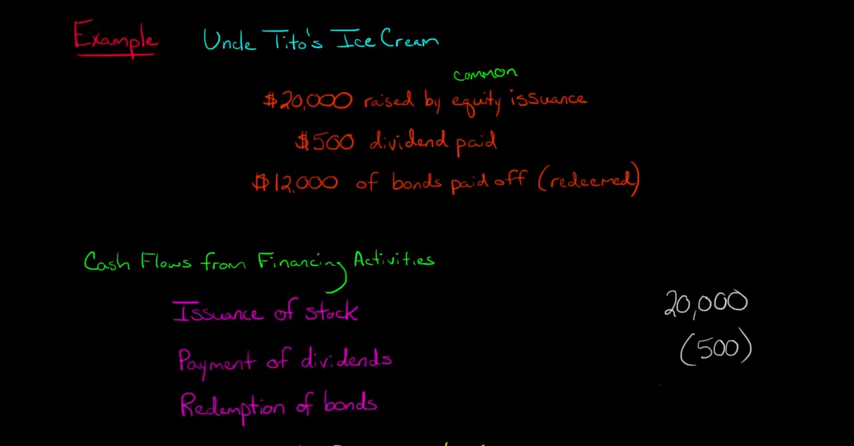 Example Uncle Tito's Ice Cream
common
$20,000 raised by equity issuance
$500 dividend paid
$12,000 of bonds paid off (redeemed)
Cash Flows from Financing Activities
Issuance of stock 20,000
Payment of dividends (500)
Redemption of bonds